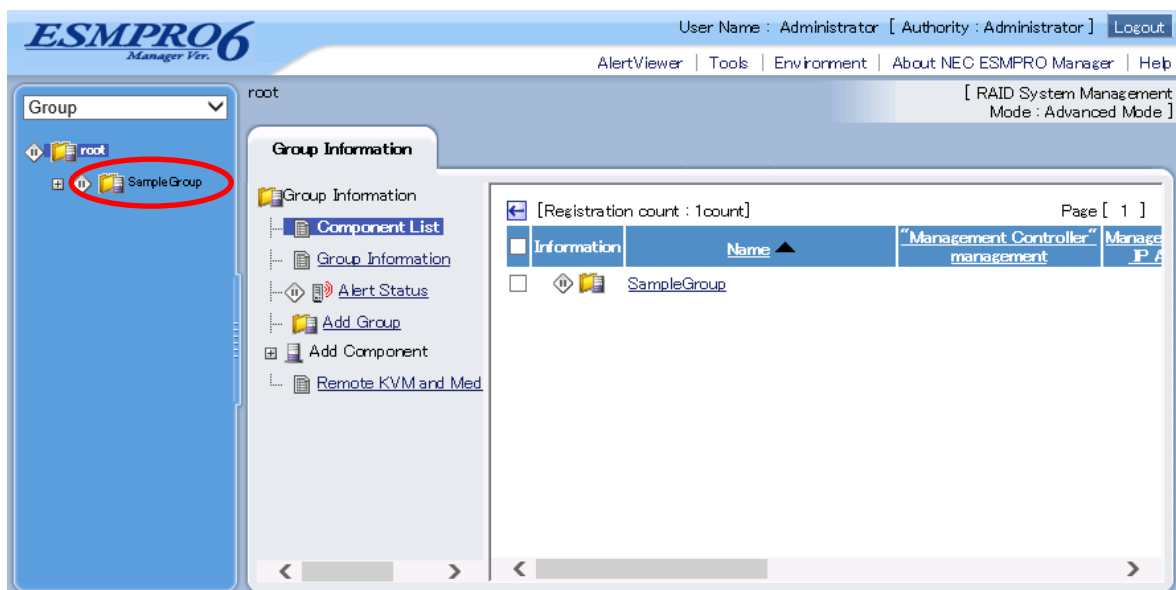 ESMPRO6
Manager Ver.
User Name : Administrator [ Authority : Administrator ] Logout
AlertViewer | Tools | Environment | About NEC ESMPRO Manager | Help
Group
root
[ RAID System Management
Mode : Advanced Mode ]
root
SampleGroup
Group Information
Group Information
Component List
Group Information
Alert Status
Add Group
Add Component
Remote KVM and Med
[Registration count : 1count] Page [ 1 ]
Information Name ▲ "Management Controller" management Manage
SampleGroup